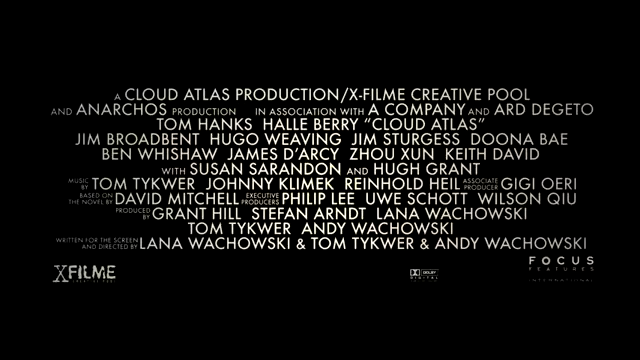 A CLOUD ATLAS PRODUCTION/X-FILME CREATIVE POOL
AND ANARCHOS PRODUCTION IN ASSOCIATION WITH A COMPANY AND ARD DEGETO
TOM HANKS HALLE BERRY "CLOUD ATLAS"
JIM BROADBENT HUGO WEAVING JIM STURGESS DOONA BAE
BEN WHISHAW JAMES D'ARCY ZHOU XUN KEITH DAVID
WITH SUSAN SARANDON AND HUGH GRANT
MUSIC BY TOM TYKWER JOHNNY KLIMEK REINHOLD HEIL ASSOCIATE PRODUCER GIGI OERI
BASED ON THE NOVEL BY DAVID MITCHELL EXECUTIVE PRODUCERS PHILIP LEE UWE SCHOTT WILSON QIU
PRODUCED BY GRANT HILL STEFAN ARNDT LANA WACHOWSKI
TOM TYKWER ANDY WACHOWSKI
WRITTEN FOR THE SCREEN AND DIRECTED BY LANA WACHOWSKI & TOM TYKWER & ANDY WACHOWSKI
X FILME
DOLBY
DIGITAL
FOCUS
FEATURES
INTERNATIONAL